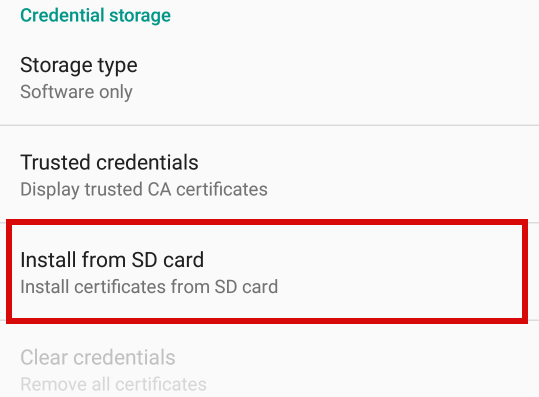 Credential storage
Storage type
Software only
Trusted credentials
Display trusted CA certificates
Install from SD card
Install certificates from SD card
Clear credentials
Remove all certificates